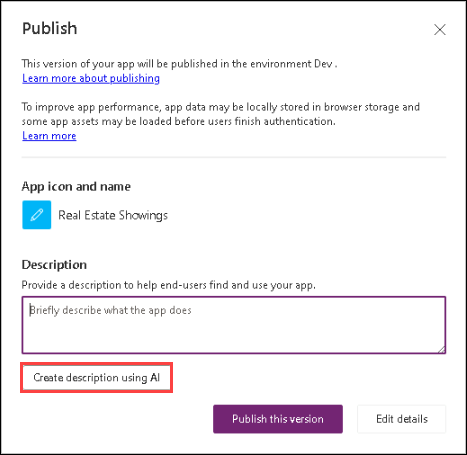 Publish
This version of your app will be published in the environment Dev .
Learn more about publishing
To improve app performance, app data may be locally stored in browser storage and
some app assets may be loaded before users finish authentication.
Learn more
App icon and name
Real Estate Showings
Description
Provide a description to help end-users find and use your app.
Briefly describe what the app does
Create description using AI
Publish this version
Edit details